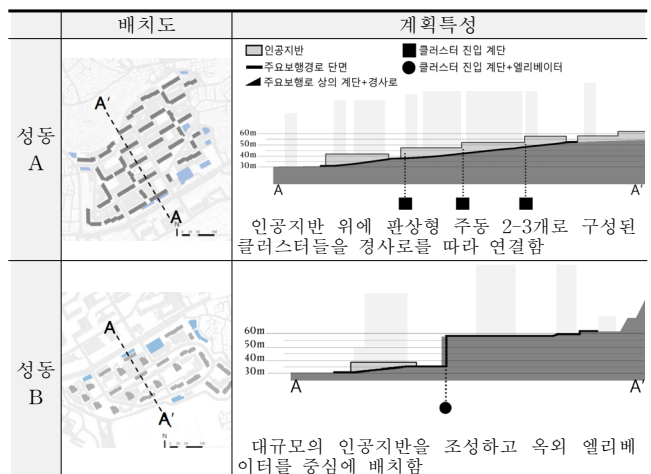 배치도 계획특성
성동 A
A'
A
N
인공지반 클러스터 진입 계단
주요보행경로 단면 클러스터 진입 계단+엘리베이터
주요보행로 상의 계단+경사로
60m
50m
40m
30m
A A'
인공지반 위에 판상형 주동 2-3개로 구성된
클러스터들을 경사로를 따라 연결함
성동 B
A
A'
N
60m
50m
40m
30m
A A'
대규모의 인공지반을 조성하고 옥외 엘리베
이터를 중심에 배치함